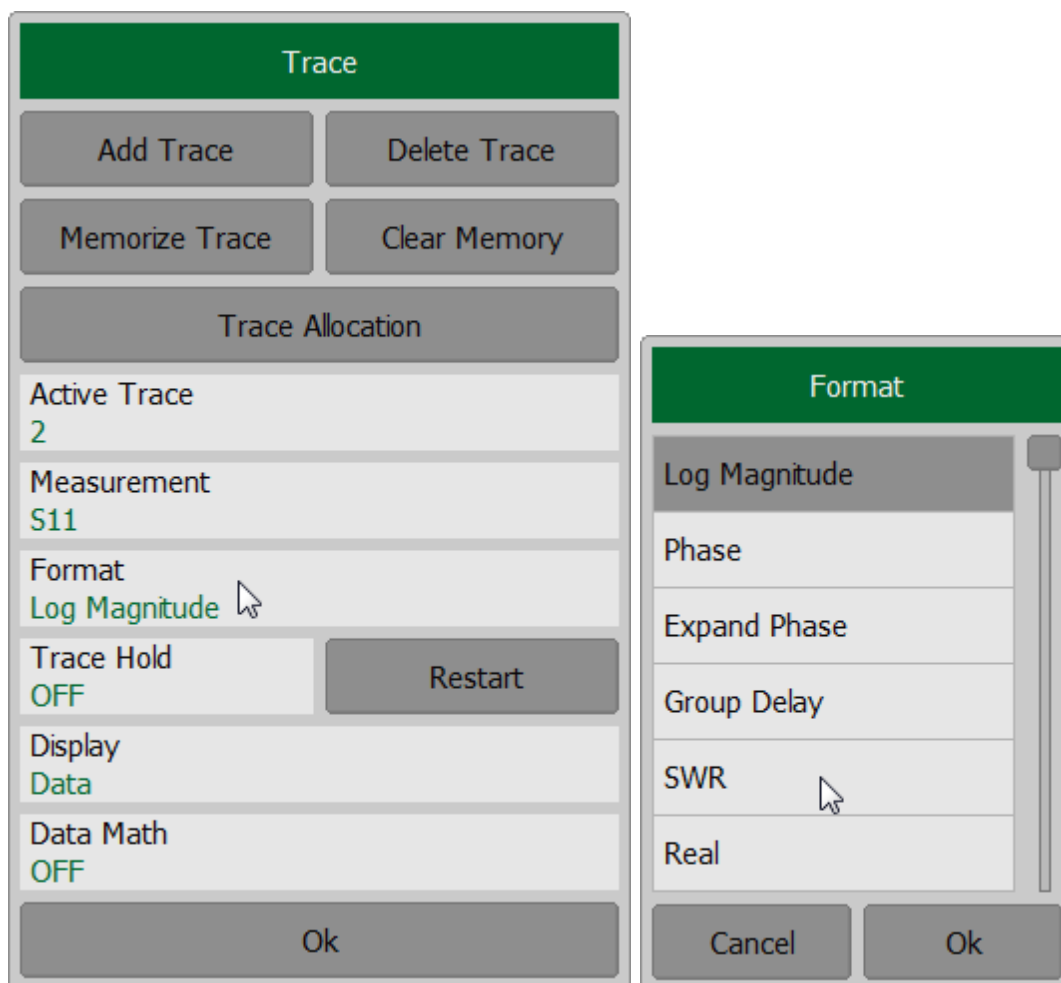 Trace
Add Trace
Delete Trace
Memorize Trace
Clear Memory
Trace Allocation
Active Trace
2
Measurement
S11
Format
Log Magnitude
Trace Hold
OFF
Restart
Display
Data
Data Math
OFF
Ok
Format
Log Magnitude
Phase
Expand Phase
Group Delay
SWR
Real
Cancel
Ok